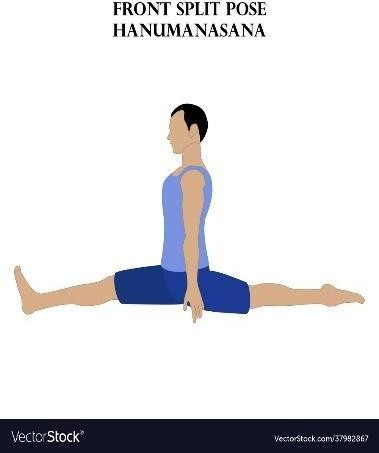 FRONT SPLIT POSE
HANUMANASANA
VectorStock®
VectorStock.com/37982867